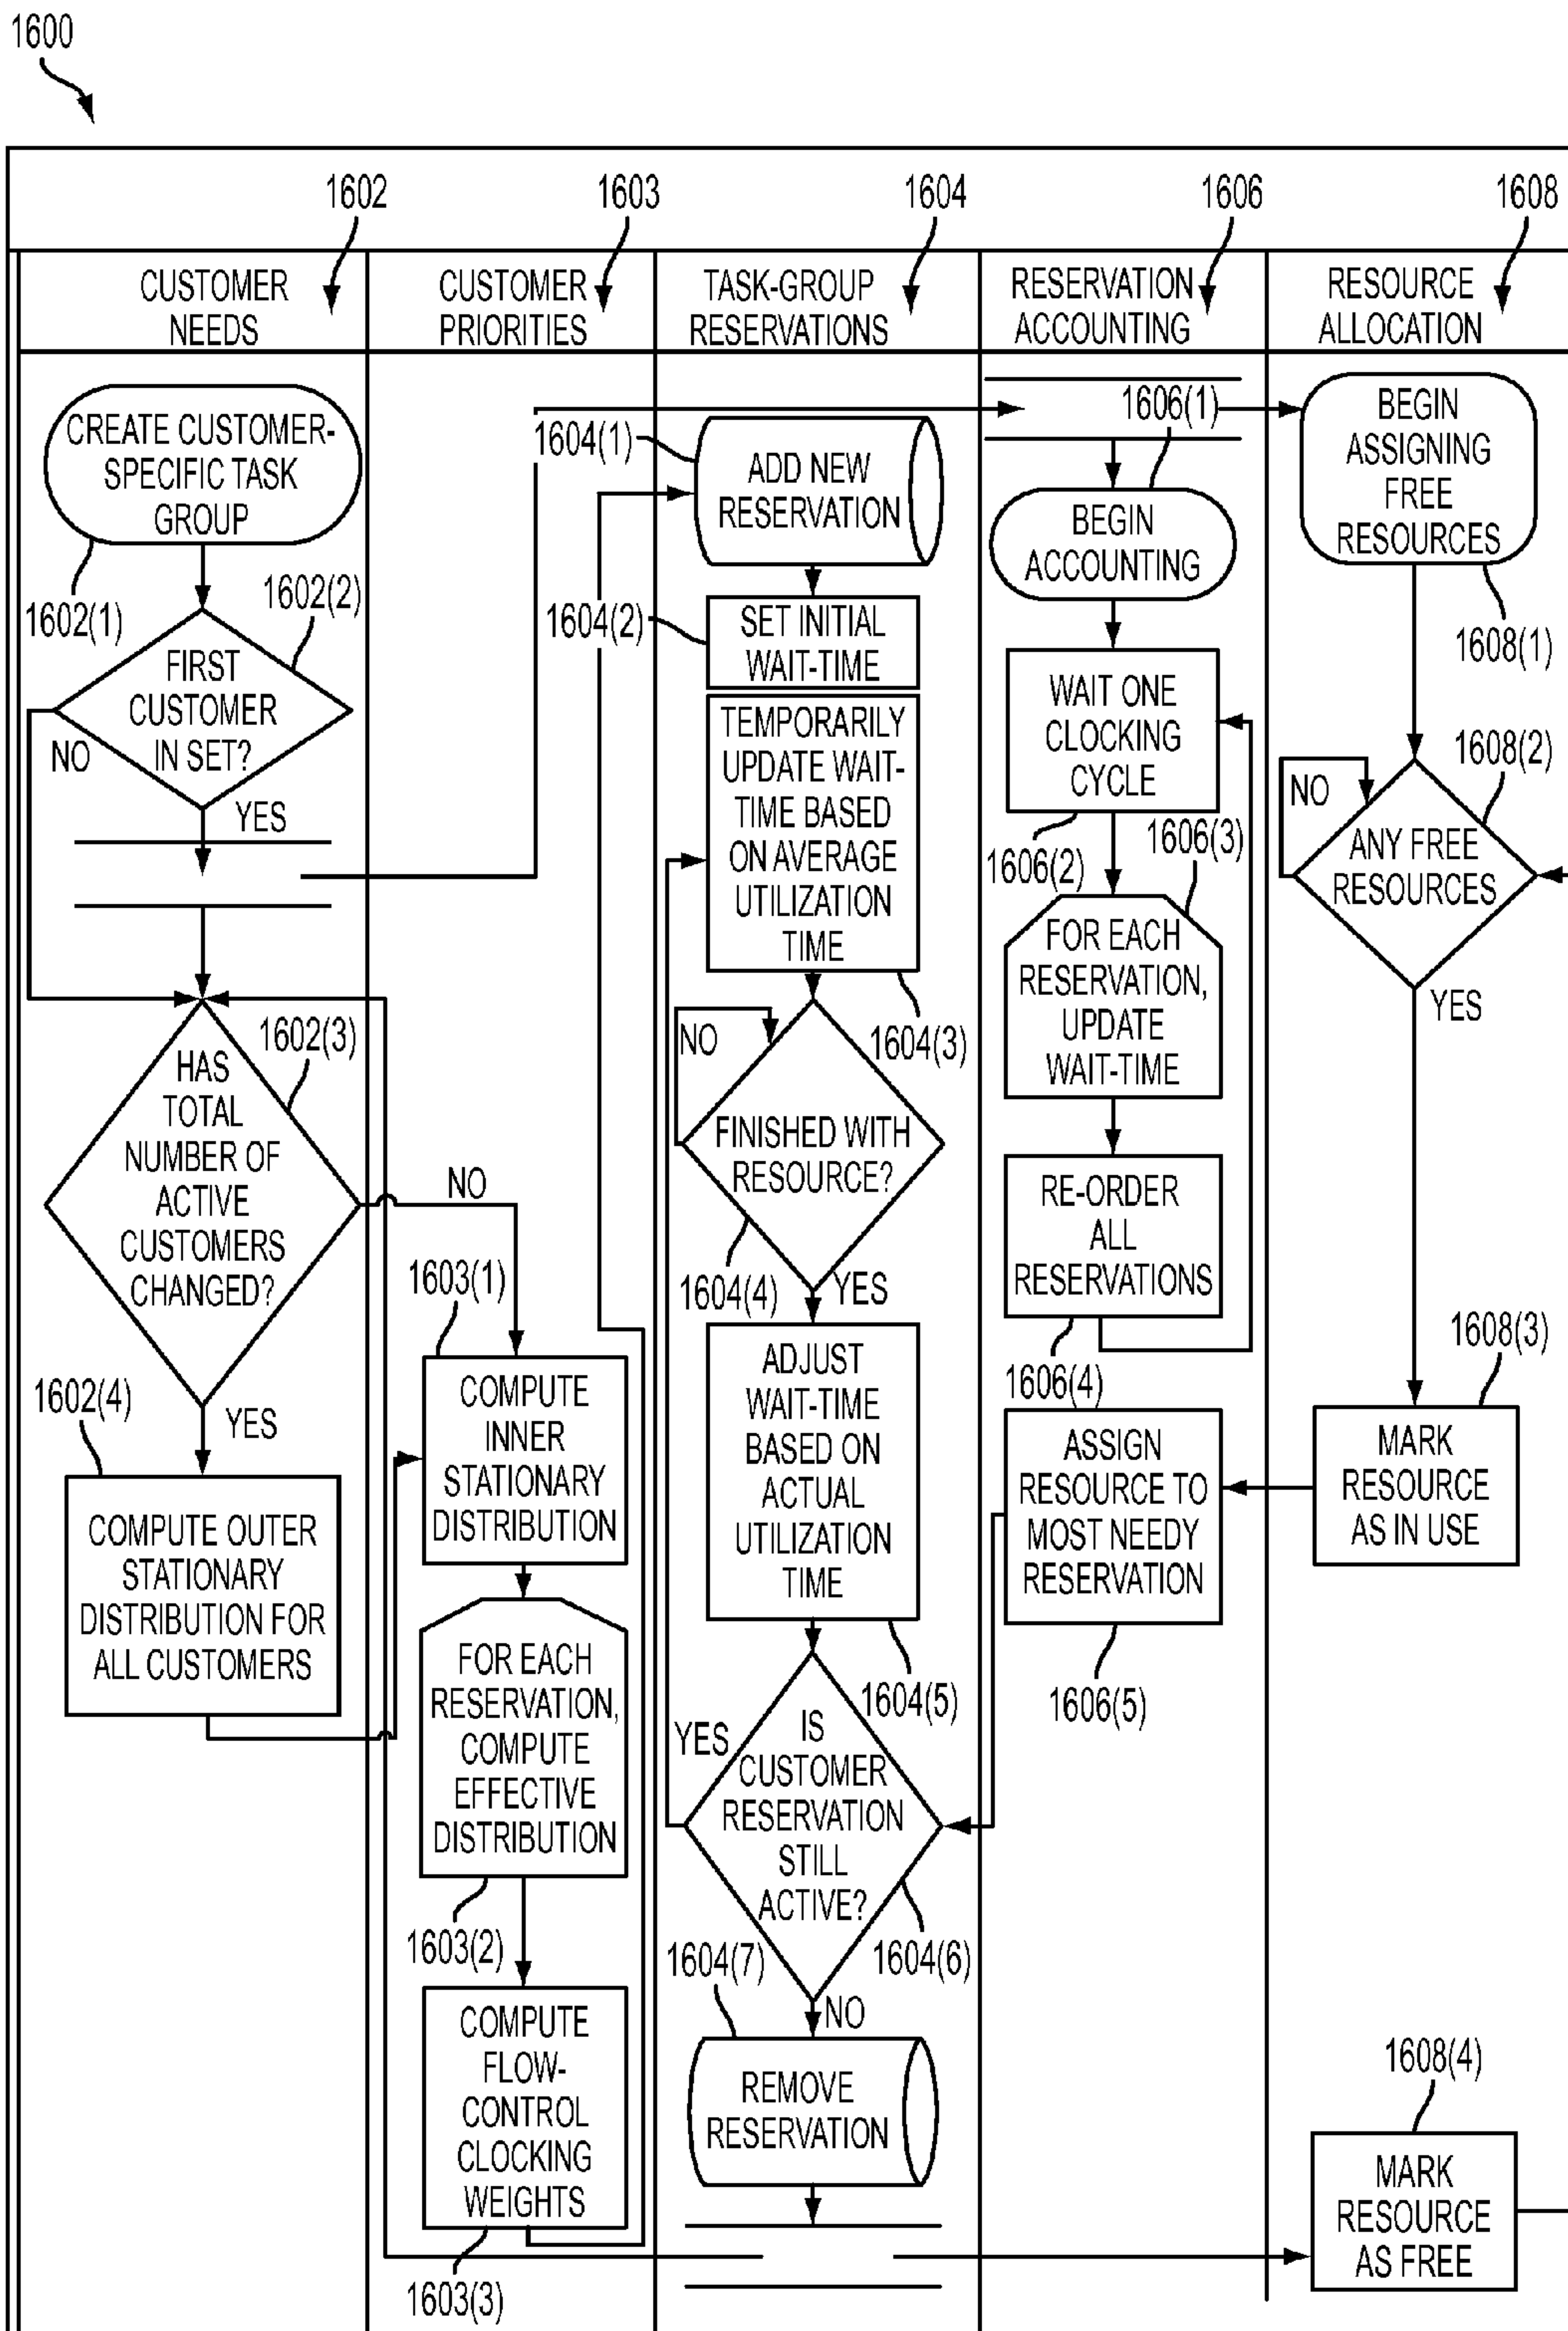 1600
1602
1603
1604
1606
1608
CUSTOMER
NEEDS
CUSTOMER
PRIORITIES
TASK-GROUP
RESERVATIONS
RESERVATION
ACCOUNTING
RESOURCE
ALLOCATION
CREATE CUSTOMER-
SPECIFIC TASK
GROUP
1602(1)
1602(2)
FIRST
CUSTOMER
IN SET?
NO
YES
1602(3)
HAS
TOTAL
NUMBER OF
ACTIVE
CUSTOMERS
CHANGED?
NO
YES
1602(4)
COMPUTE OUTER
STATIONARY
DISTRIBUTION FOR
ALL CUSTOMERS
1603(1)
COMPUTE
INNER
STATIONARY
DISTRIBUTION
FOR EACH
RESERVATION,
COMPUTE
EFFECTIVE
DISTRIBUTION
1603(2)
COMPUTE
FLOW-
CONTROL
CLOCKING
WEIGHTS
1603(3)
1604(1)
ADD NEW
RESERVATION
1604(2)
SET INITIAL
WAIT-TIME
TEMPORARILY
UPDATE WAIT-
TIME BASED
ON AVERAGE
UTILIZATION
TIME
1604(3)
NO
FINISHED WITH
RESOURCE?
1604(4)
YES
ADJUST
WAIT-TIME
BASED ON
ACTUAL
UTILIZATION
TIME
1604(5)
YES
IS
CUSTOMER
RESERVATION
STILL
ACTIVE?
1604(6)
1604(7)
NO
REMOVE
RESERVATION
1606(1)
BEGIN
ACCOUNTING
WAIT ONE
CLOCKING
CYCLE
1606(2)
1606(3)
FOR EACH
RESERVATION,
UPDATE
WAIT-TIME
RE-ORDER
ALL
RESERVATIONS
1606(4)
ASSIGN
RESOURCE TO
MOST NEEDY
RESERVATION
1606(5)
BEGIN
ASSIGNING
FREE
RESOURCES
1608(1)
1608(2)
NO
ANY FREE
RESOURCES
YES
1608(3)
MARK
RESOURCE
AS IN USE
1608(4)
MARK
RESOURCE
AS FREE